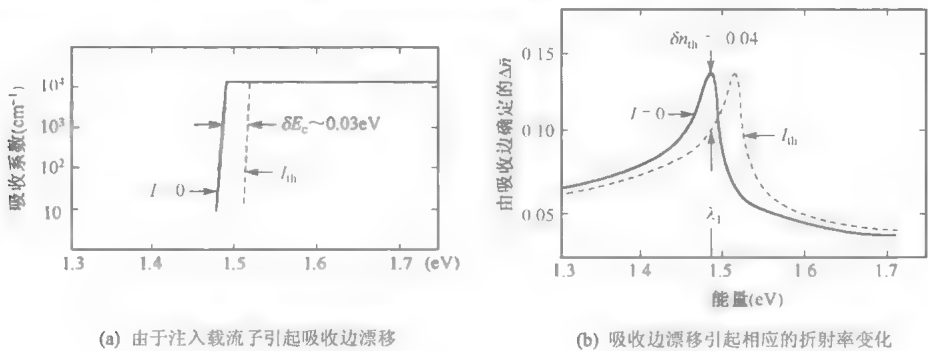 吸收系数(cm⁻¹)
10⁴
10³
10²
10
δE_c～0.03eV
I_th
I 0
1.3 1.4 1.5 1.6 1.7 (eV)
(a) 由于注入载流子引起吸收边漂移
由吸收边确定的Δñ
0 15
0.10
0.05
δn_th - 0.04
I=0
I_th
λ₁
1.3 1.4 1.5 1 6 1.7
能量(eV)
(b) 吸收边漂移引起相应的折射率变化